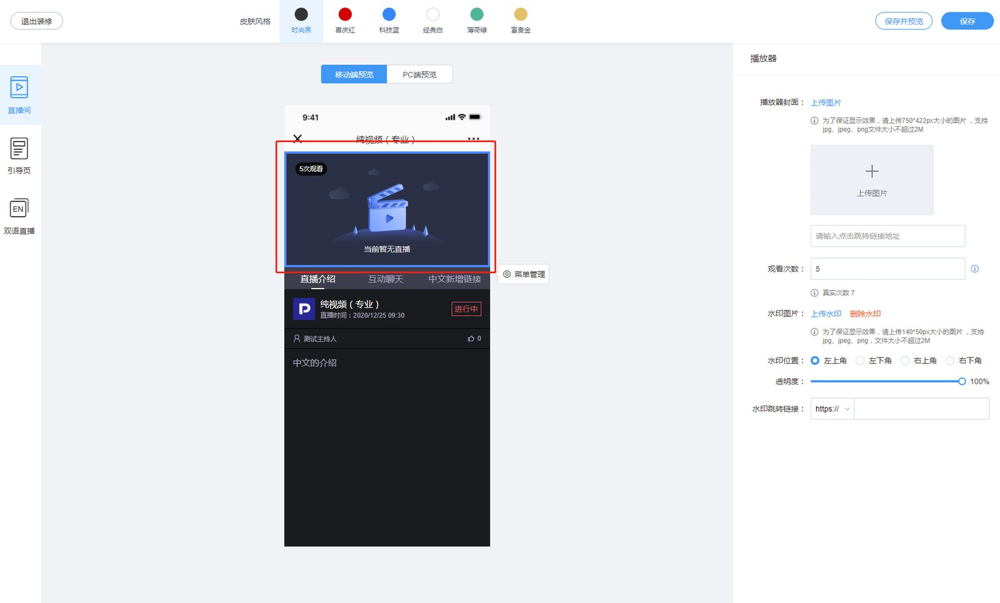 退出装修
皮肤风格
时尚黑
喜庆红
科技蓝
经典白
薄荷绿
富贵金
保存并预览
保存
直播间
引导页
EN
双语直播
移动端预览
PC端预览
9:41
纯视频（专业）
5次观看
当前暂无直播
直播介绍
互动聊天
中文新增链接
菜单管理
纯视频（专业）
直播时间：2020/12/25 09:30
进行中
测试主持人
0
中文的介绍
播放器
播放器封面：
上传图片
为了保证显示效果，请上传750*422px大小的图片，支持
jpg、jpeg、png文件大小不超过2M
上传图片
请输入点击跳转链接地址
观看次数：
5
真实次数 7
水印图片：
上传水印
删除水印
为了保证显示效果，请上传140*50px大小的图片，支持
jpg、jpeg、png，文件大小不超过2M
水印位置：
左上角
左下角
右上角
右下角
透明度：
100%
水印跳转链接：
https://